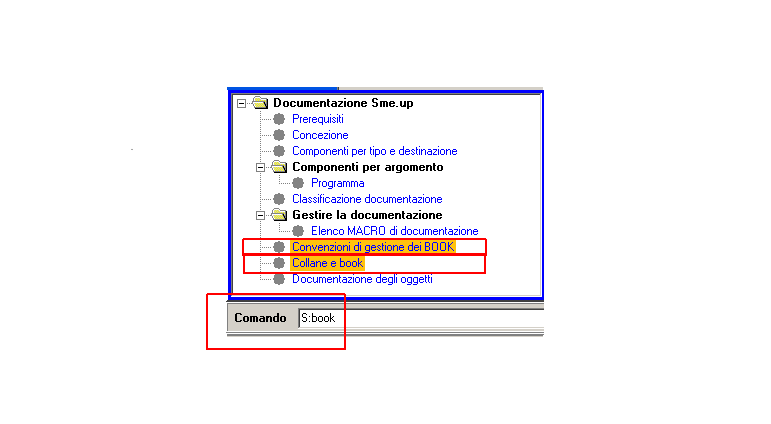 Documentazione Sme.up
Prerequisiti
Concezione
Componenti per tipo e destinazione
Componenti per argomento
Programma
Classificazione documentazione
Gestire la documentazione
Elenco MACRO di documentazione
Convenzioni di gestione dei BOOK
Collane e book
Documentazione degli oggetti
Comando S:book